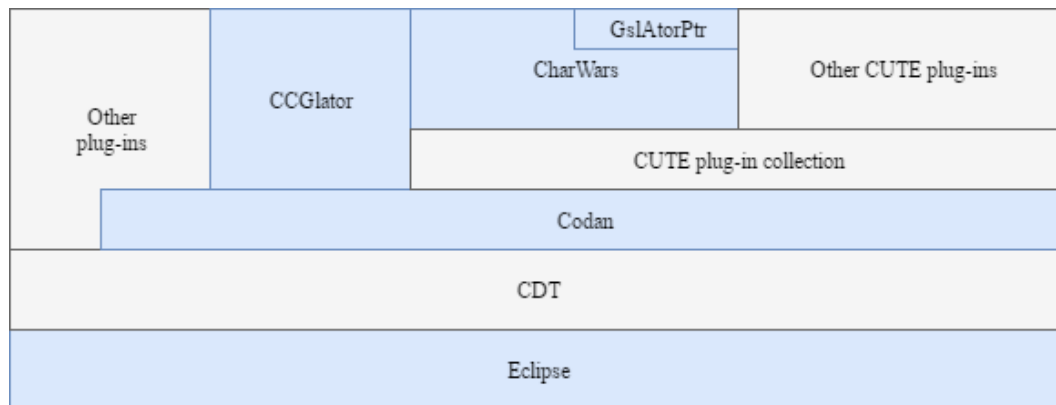 GslAtorPtr
CharWars
Other CUTE plug-ins
CCGlator
Other
plug-ins
CUTE plug-in collection
Codan
CDT
Eclipse